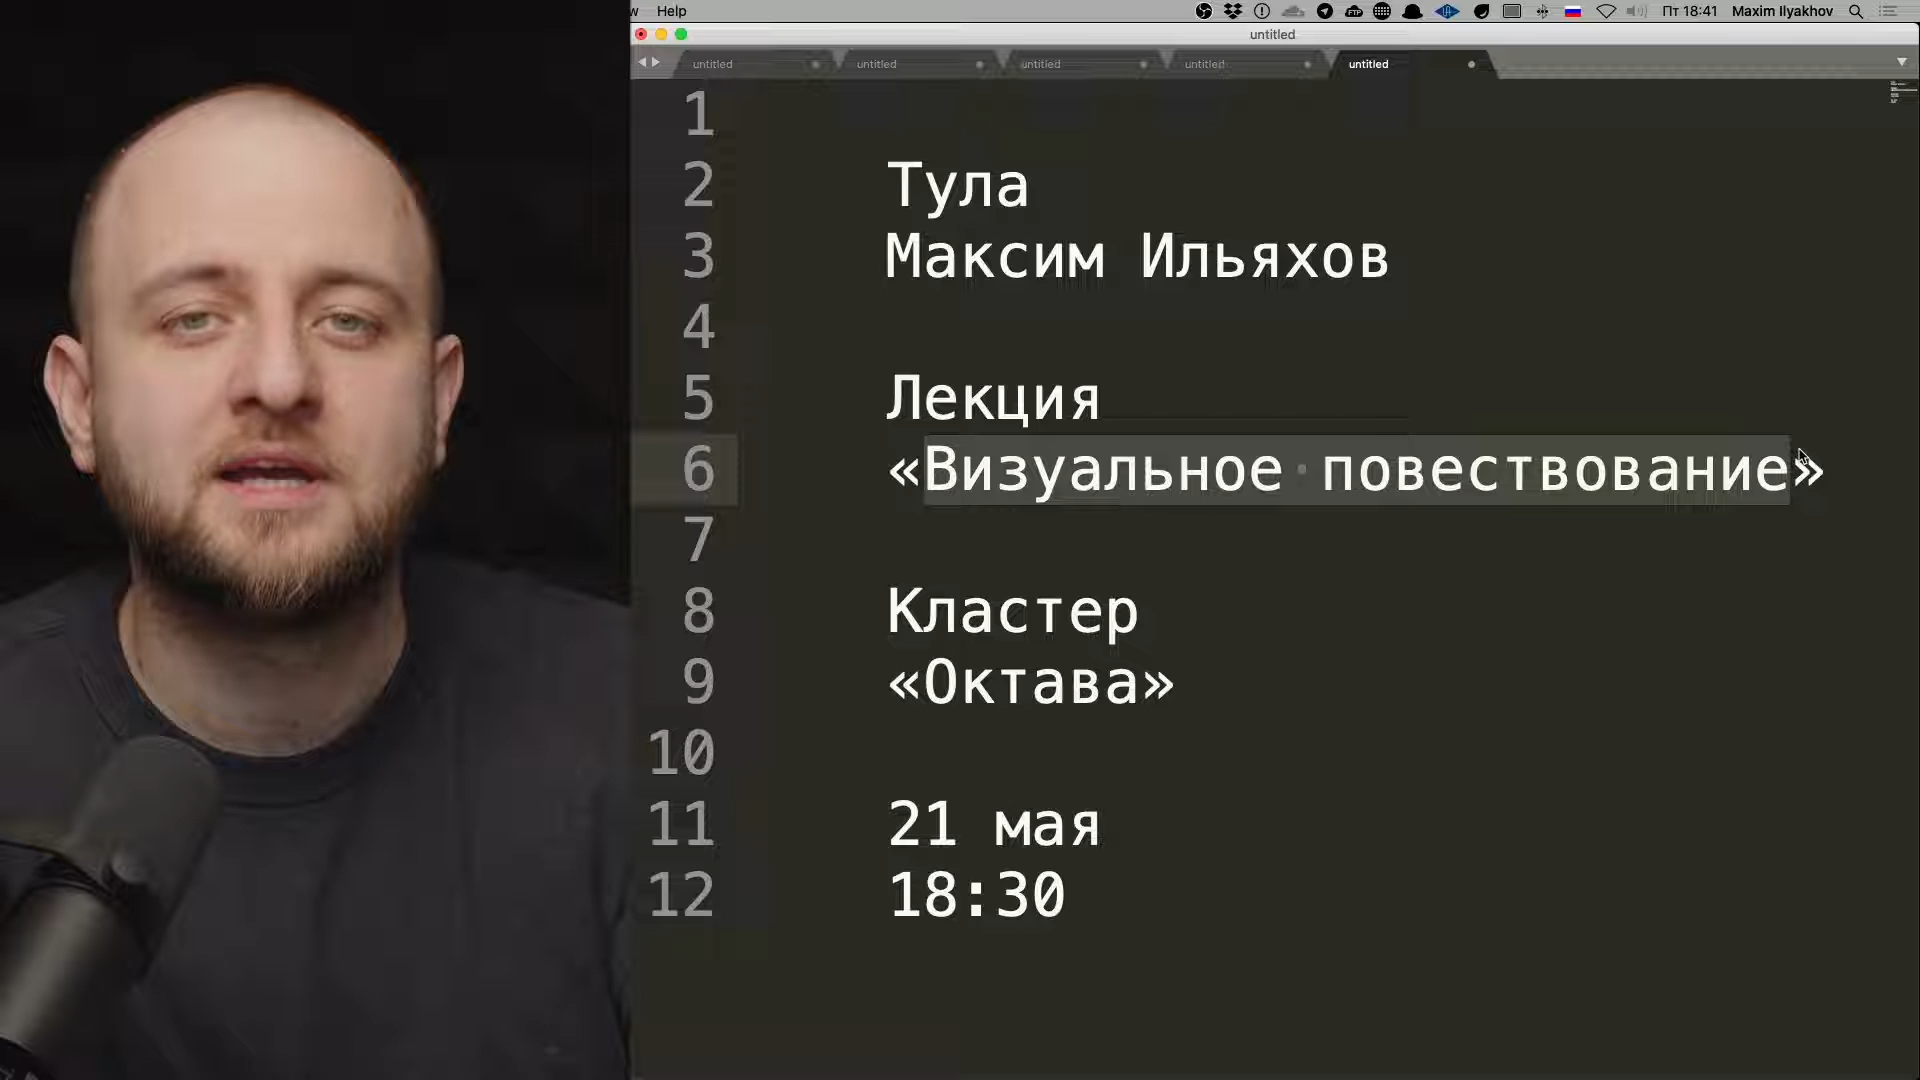 w Help
FTP
Пт 18:41 Maxim Ilyakhov
untitled
untitled untitled untitled untitled untitled
1
2 Тула
3 Максим Ильяхов
4
5 Лекция
6 «Визуальное повествование»
7
8 Кластер
9 «Октава»
10
11 21 мая
12 18:30